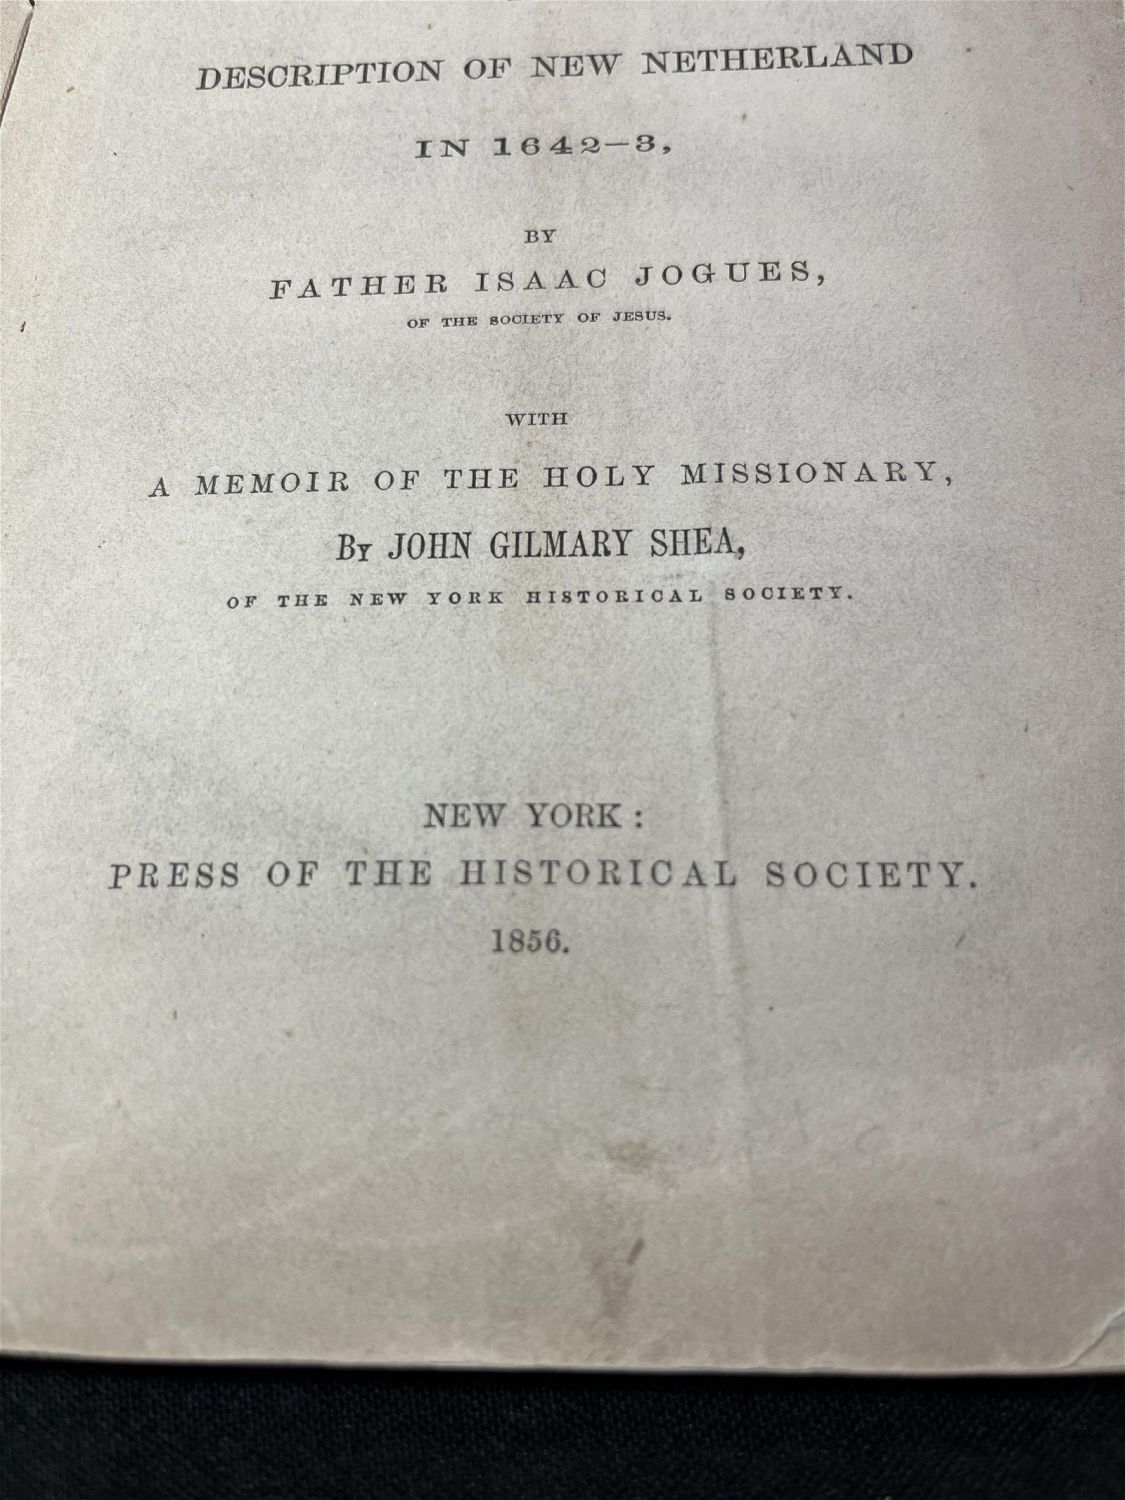 DESCRIPTION OF NEW NETHERLAND
IN 1642–3,
BY
FATHER ISAAC JOGUES,
OF THE SOCIETY OF JESUS.
WITH
A MEMOIR OF THE HOLY MISSIONARY,
By JOHN GILMARY SHEA,
OF THE NEW YORK HISTORICAL SOCIETY.
NEW YORK:
PRESS OF THE HISTORICAL SOCIETY.
1856.